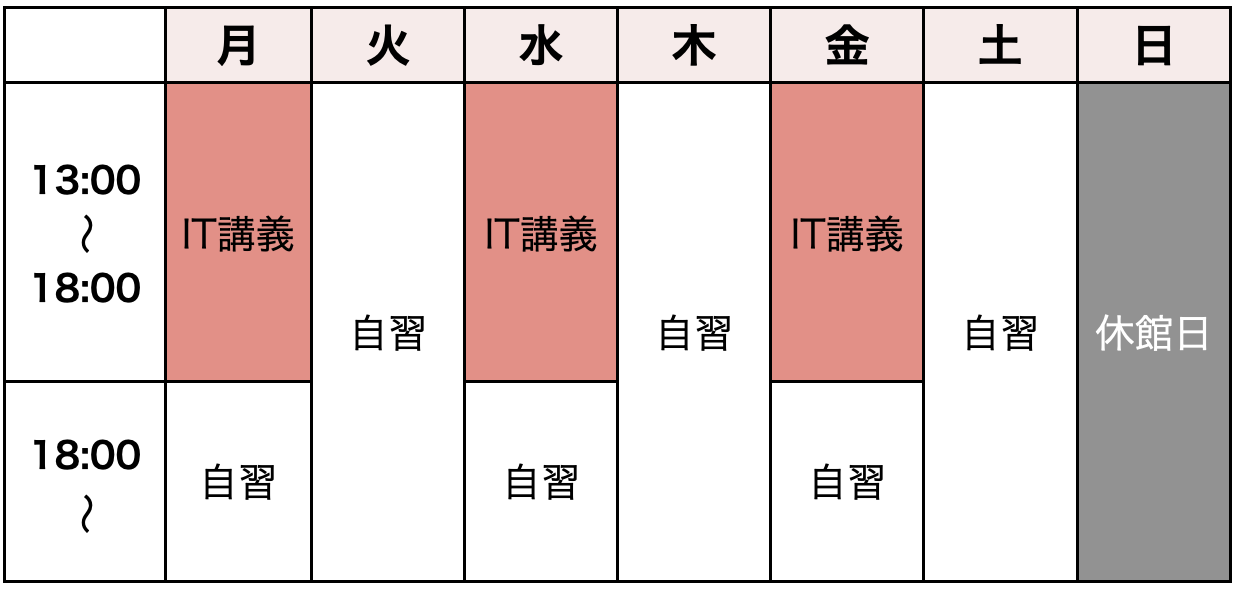 月 火 水 木 金 土 日
13:00
〜
18:00
IT講義 IT講義 IT講義
自習 自習 自習 休館日
18:00
〜
自習 自習 自習